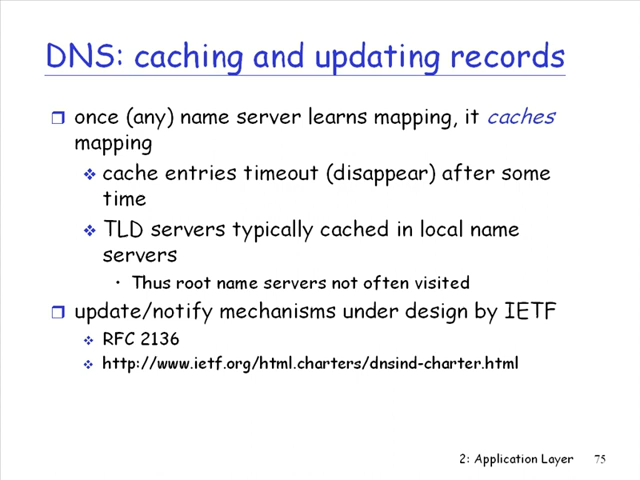 DNS: caching and updating records
once (any) name server learns mapping, it caches
mapping
cache entries timeout (disappear) after some
time
TLD servers typically cached in local name
servers
Thus root name servers not often visited
update/notify mechanisms under design by IETF
RFC 2136
http://www.ietf.org/html.charters/dnsind-charter.html
2: Application Layer 75